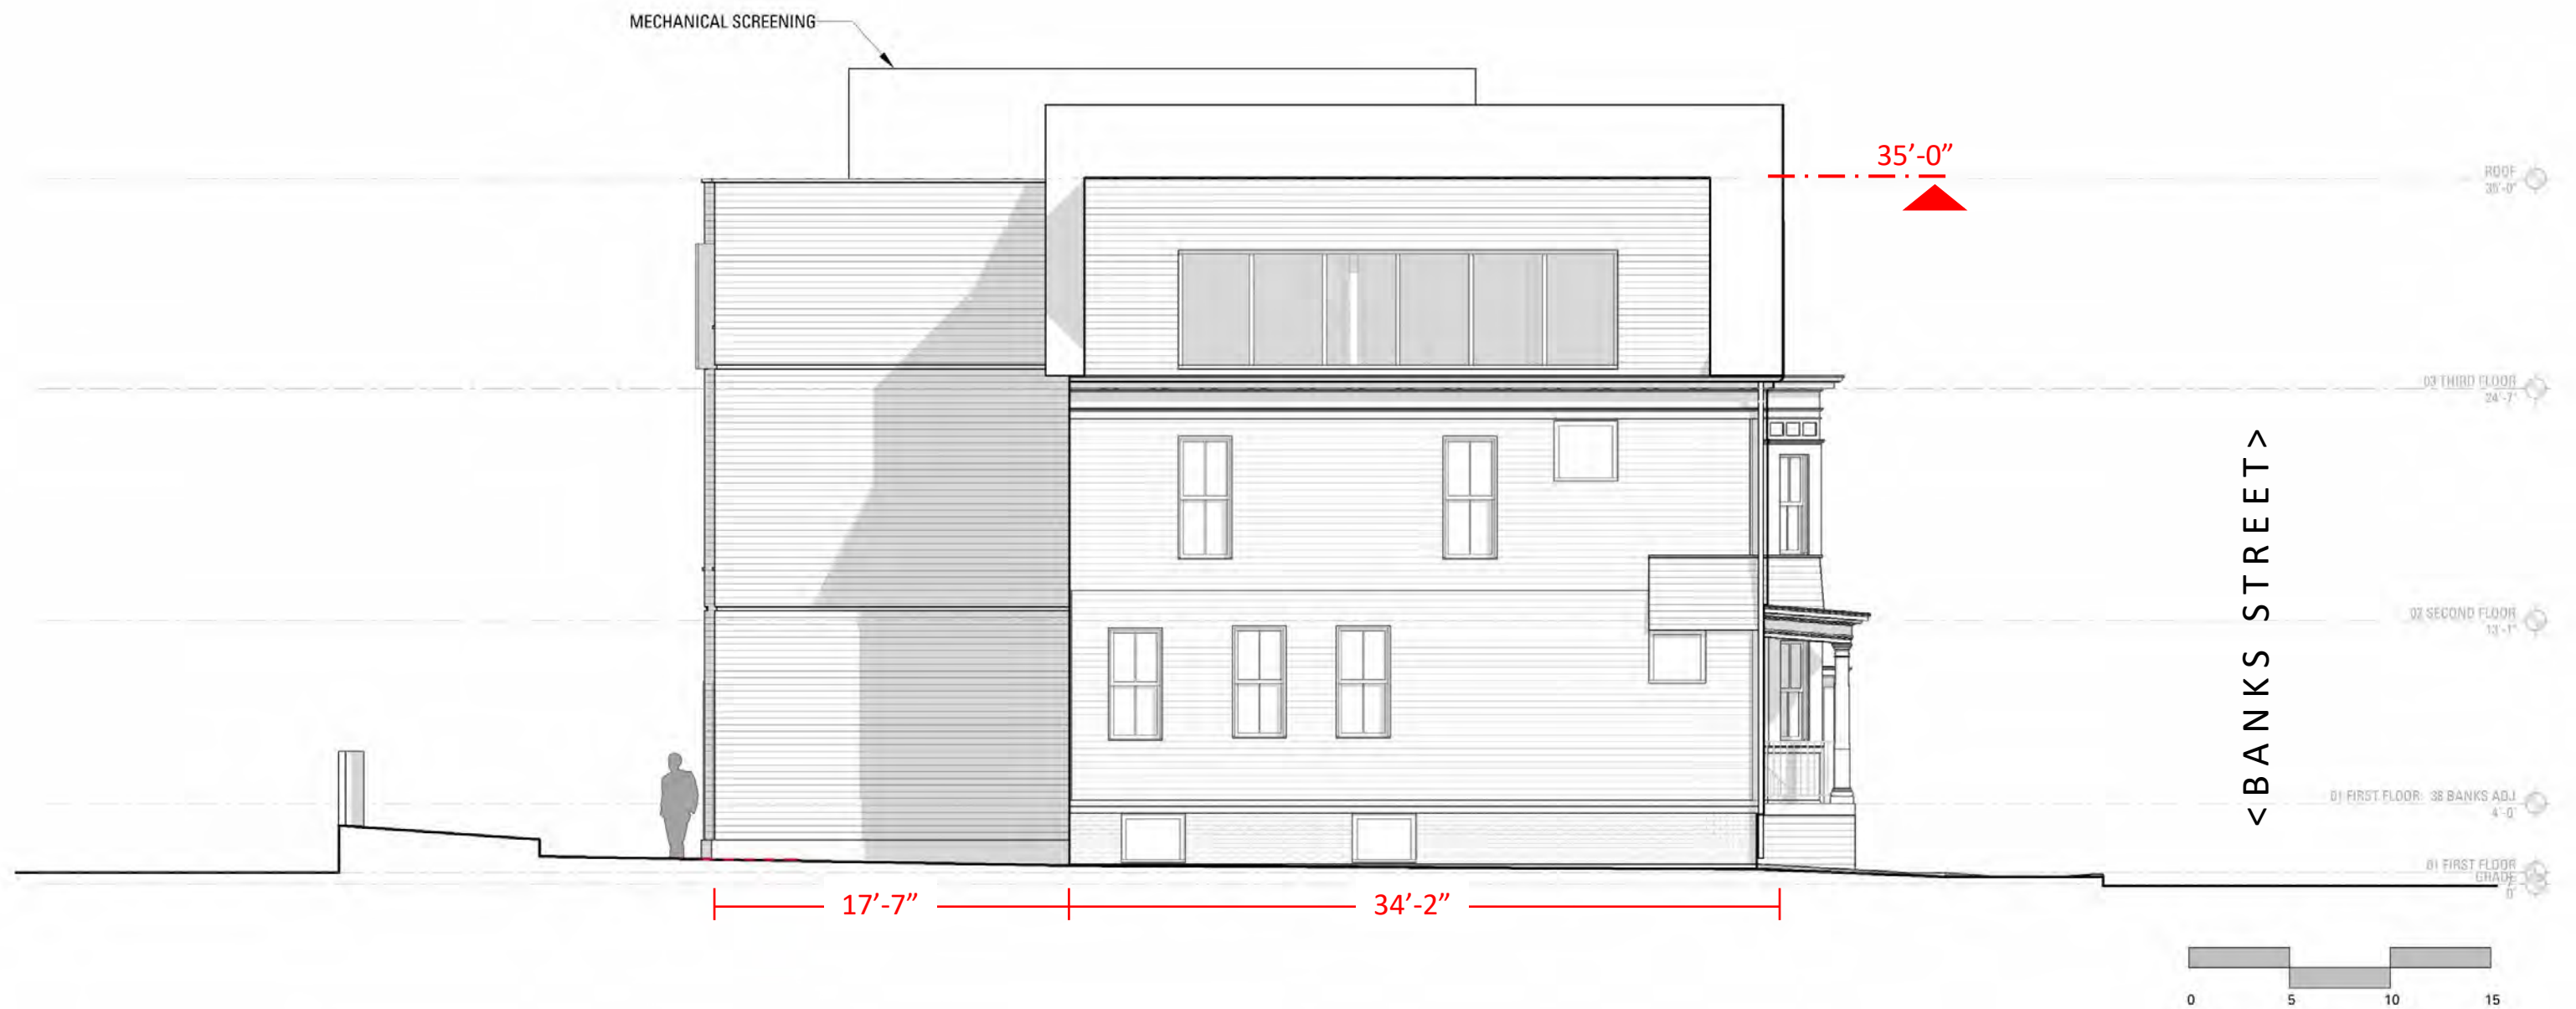 MECHANICAL SCREENING
35’-0”
ROOF
35'-0"
03 THIRD FLOOR
24'-7"
<BANKS STREET>
02 SECOND FLOOR
13'-1"
01 FIRST FLOOR: 38 BANKS ADJ
4'-0"
01 FIRST FLOOR
GRADE
0"
17’-7”
34’-2”
0 5 10 15